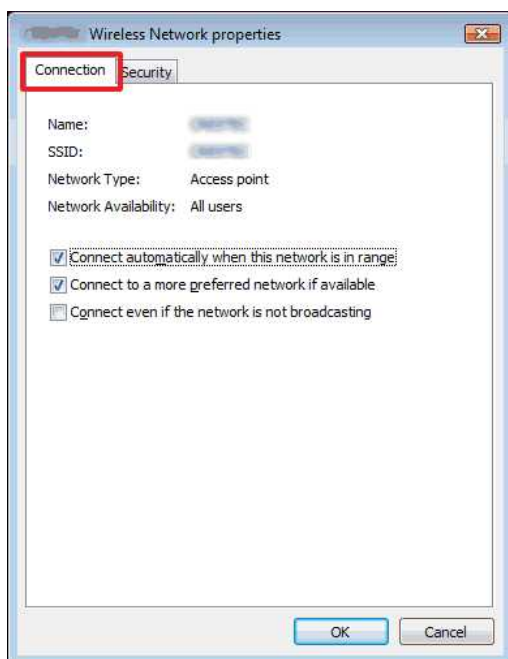 Wireless Network properties
Connection Security
Name:
SSID:
Network Type: Access point
Network Availability: All users
Connect automatically when this network is in range
Connect to a more preferred network if available
Connect even if the network is not broadcasting
OK Cancel